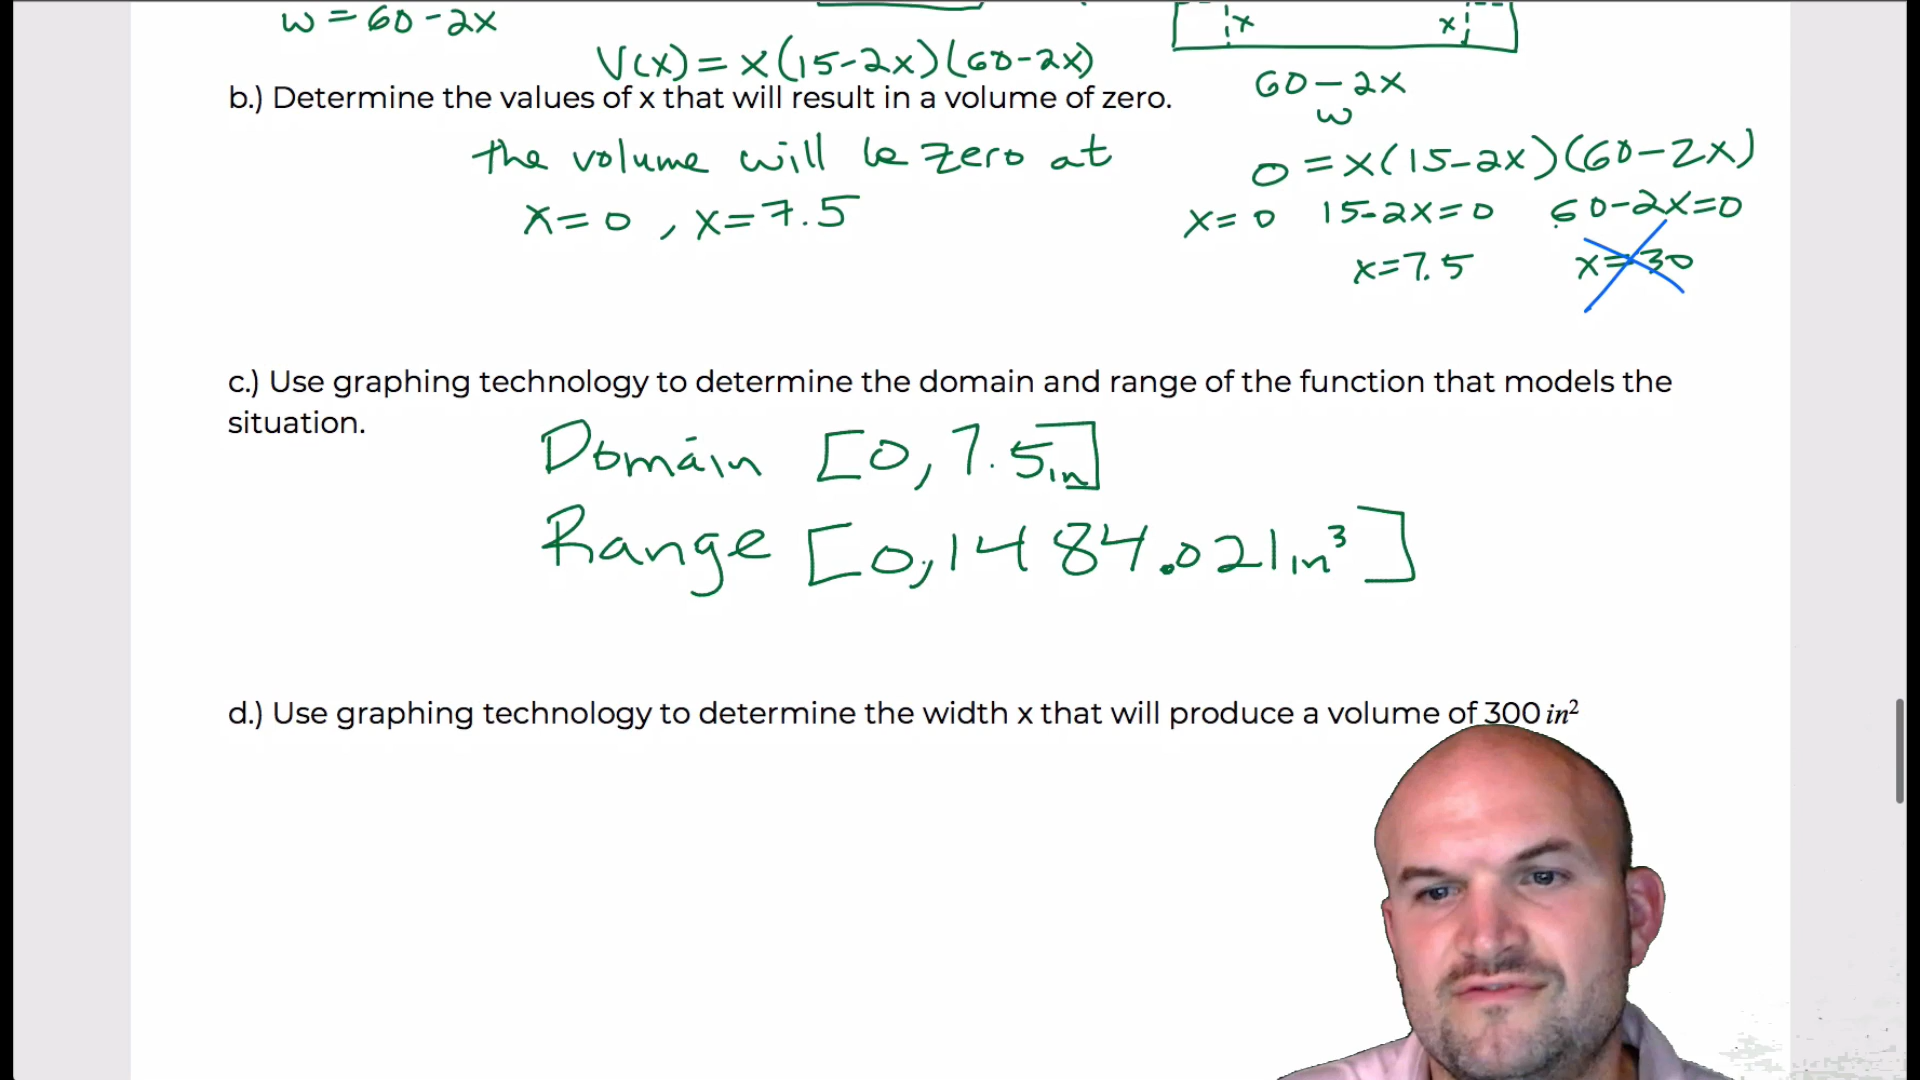 w = 60 - 2x
x
x
V(x) = x(15-2x)(60-2x)
60 - 2x
b.) Determine the values of x that will result in a volume of zero.
w
the volume will be zero at
0 = x(15-2x)(60-2x)
x = 0 , x = 7.5
x = 0 15-2x = 0 60-2x=0
x=7.5 x=30
c.) Use graphing technology to determine the domain and range of the function that models the
situation.
Domain [0, 7.5in]
Range [0, 1484.021in³]
d.) Use graphing technology to determine the width x that will produce a volume of 300 in²